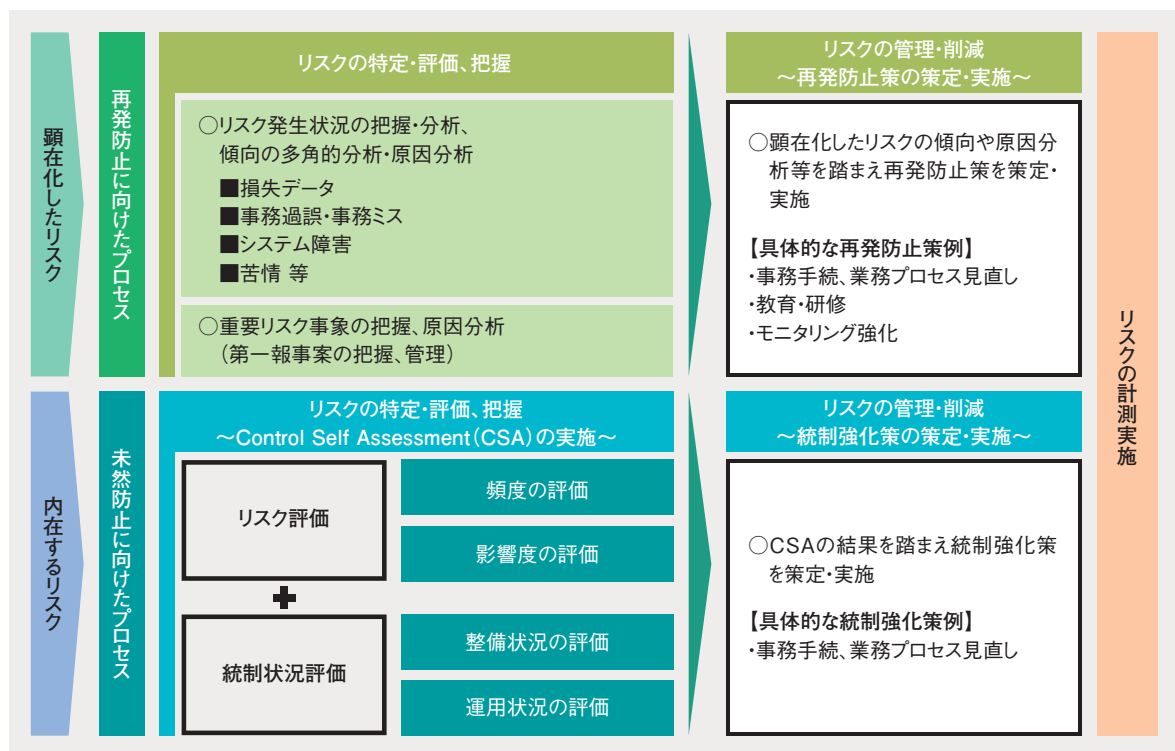 顕在化したリスク
再発防止に向けたプロセス
リスクの特定・評価、把握
○リスク発生状況の把握・分析、
傾向の多角的分析・原因分析
■損失データ
■事務過誤・事務ミス
■システム障害
■苦情 等
○重要リスク事象の把握、原因分析
（第一報事案の把握、管理）
リスクの管理・削減
～再発防止策の策定・実施～
○顕在化したリスクの傾向や原因分
析等を踏まえ再発防止策を策定・
実施
【具体的な再発防止策例】
・事務手続、業務プロセス見直し
・教育・研修
・モニタリング強化
内在するリスク
未然防止に向けたプロセス
リスクの特定・評価、把握
～Control Self Assessment（CSA）の実施～
リスク評価
頻度の評価
影響度の評価
+
統制状況評価
整備状況の評価
運用状況の評価
リスクの管理・削減
～統制強化策の策定・実施～
○CSAの結果を踏まえ統制強化策
を策定・実施
【具体的な統制強化策例】
・事務手続、業務プロセス見直し
リスクの計測実施